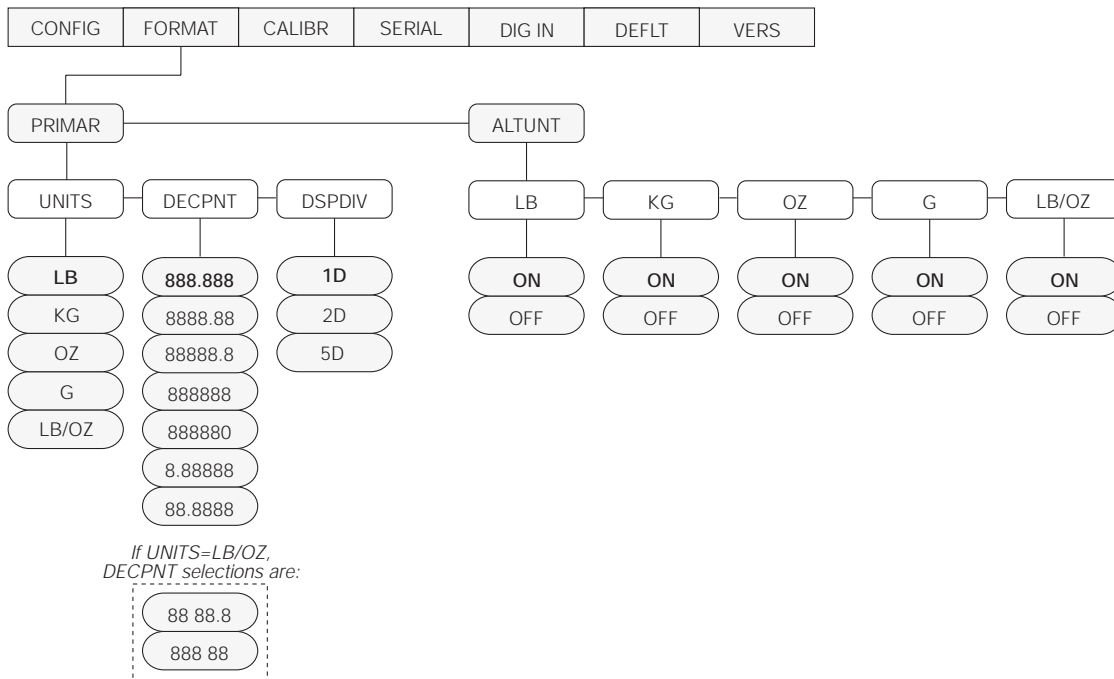 CONFIG FORMAT CALIBR SERIAL DIG IN DEFLT VERS
PRIMAR ALTUNT
UNITS DECPNT DSPDIV LB KG OZ G LB/OZ
LB 888.888 1D ON ON ON ON ON
KG 8888.88 2D OFF OFF OFF OFF OFF
OZ 88888.8 5D
G 888888
LB/OZ 888880
8.88888
88.8888
If UNITS=LB/OZ,
DECPNT selections are:
88 88.8
888 88